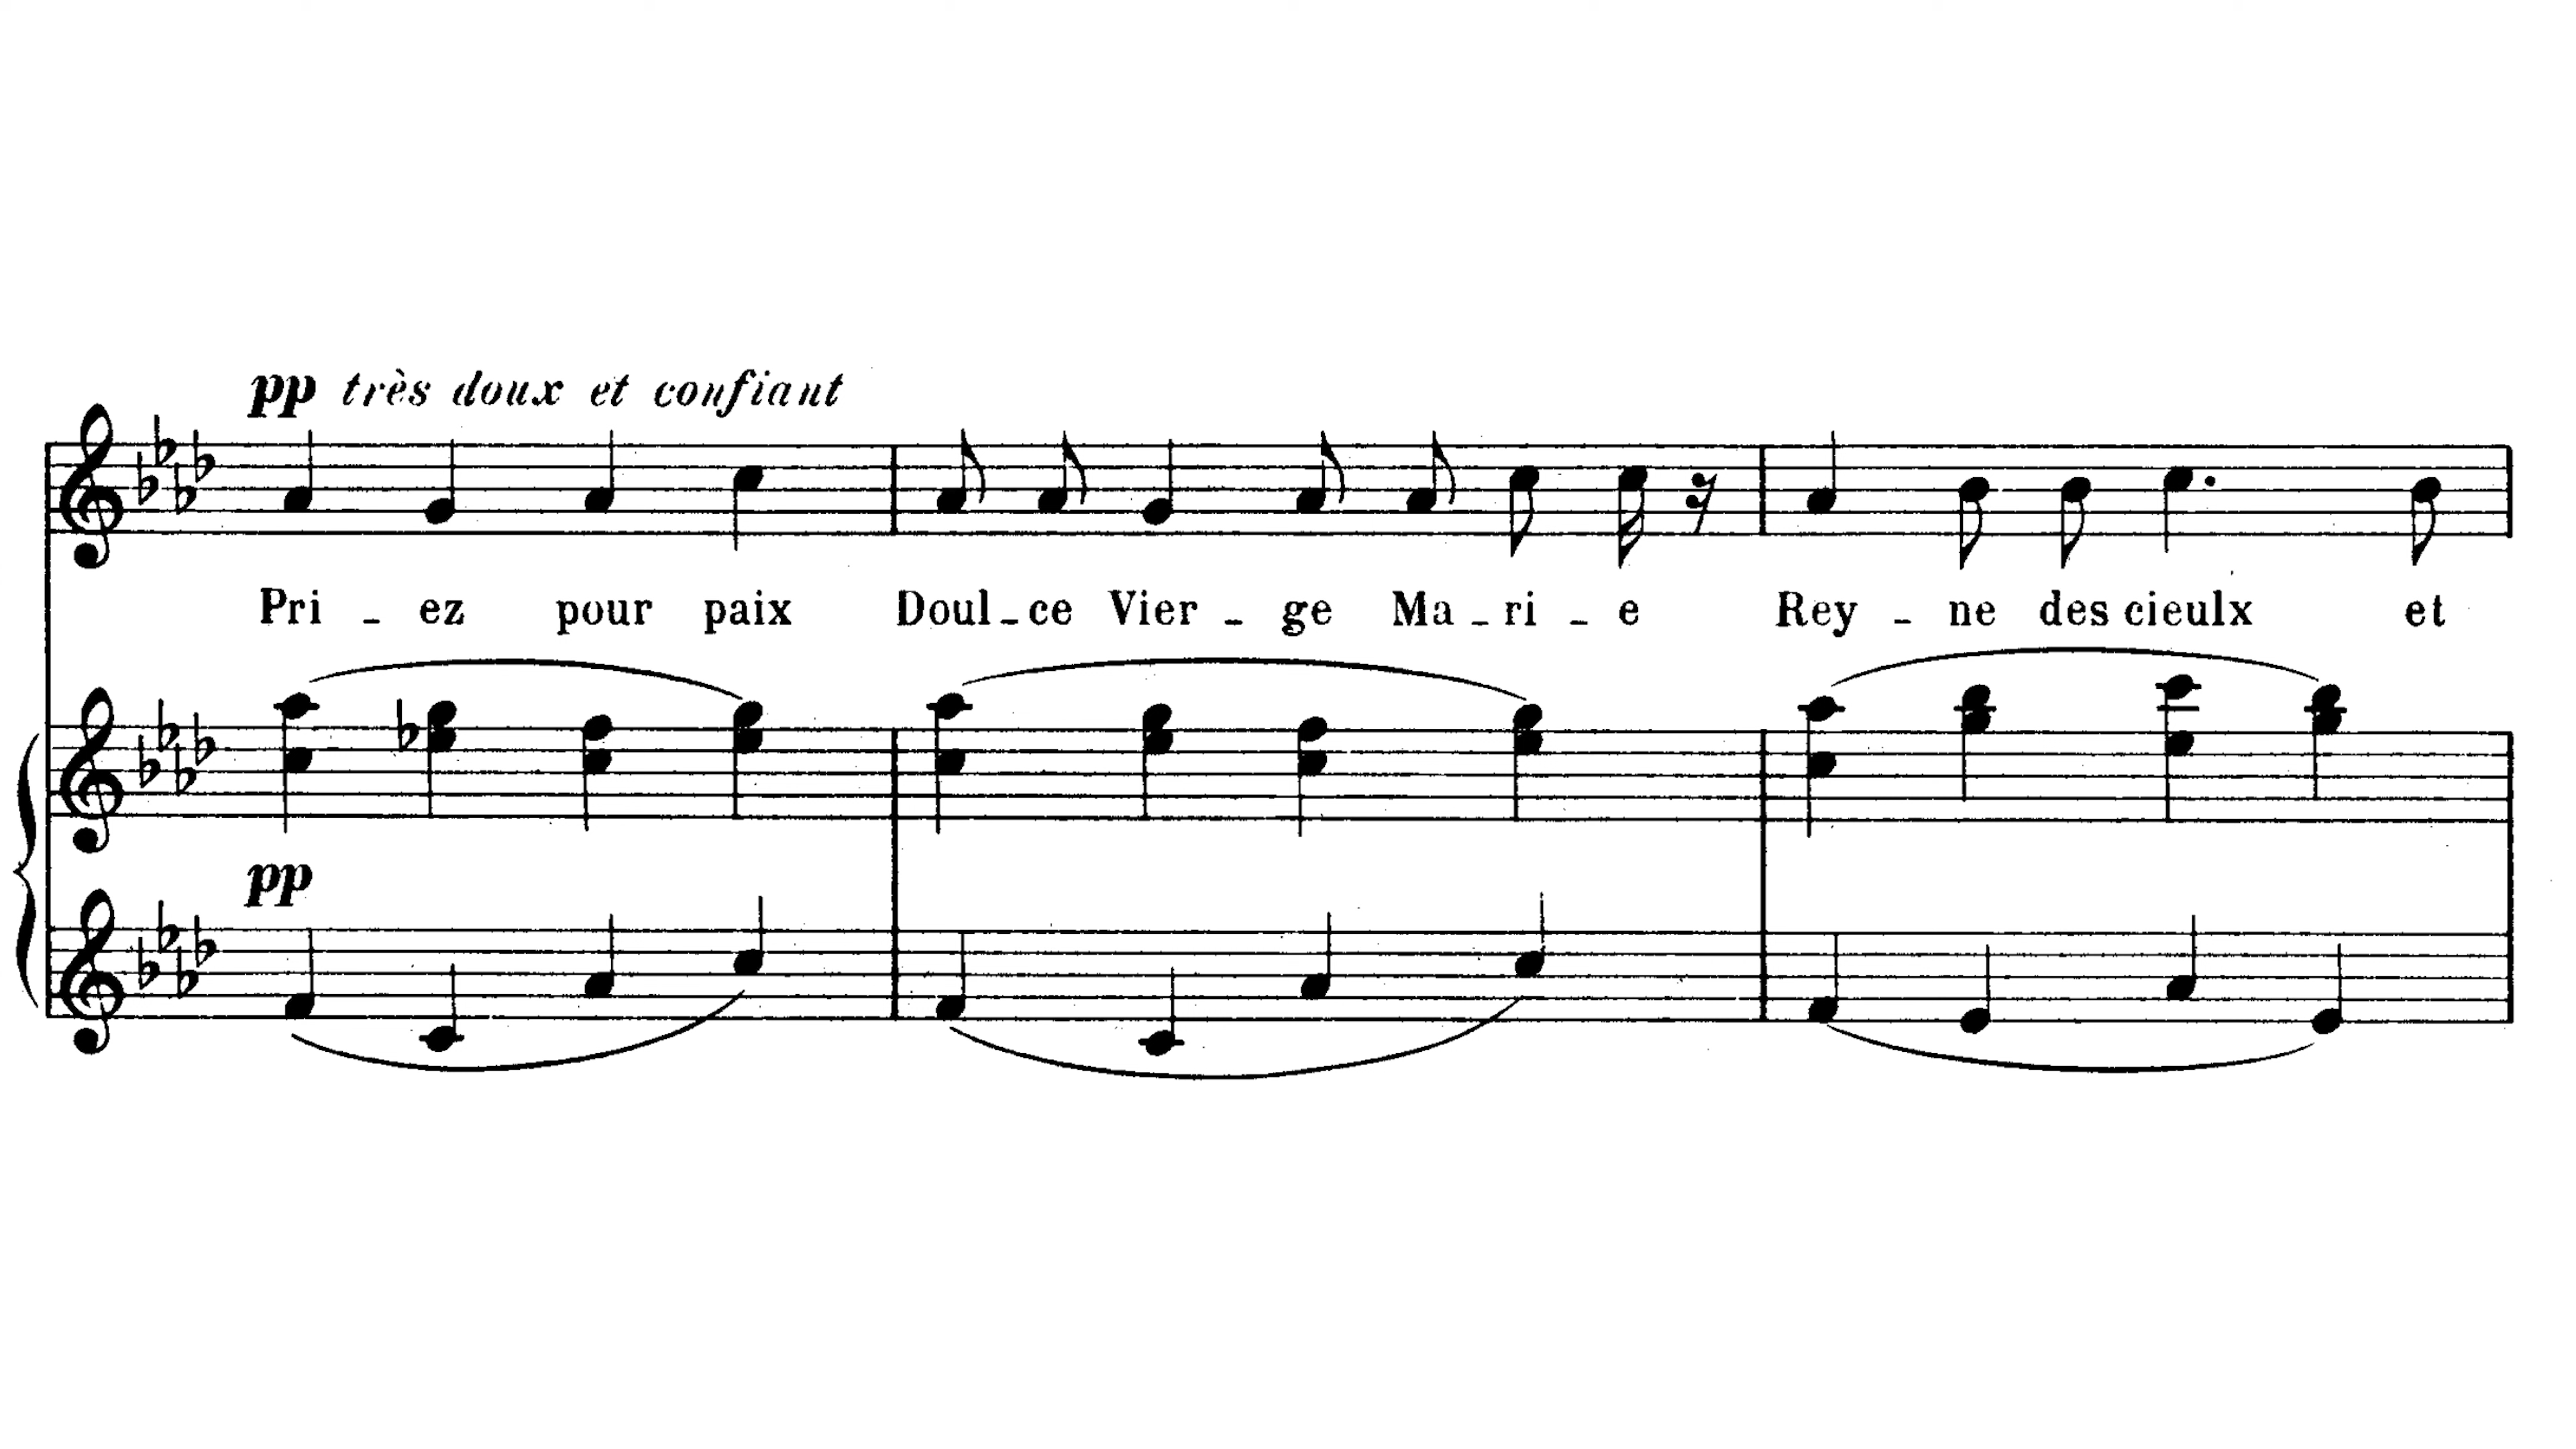 pp très doux et confiant
Pri - ez pour paix Doul - ce Vier - ge Ma - ri - e Rey - ne des cieulx et
pp